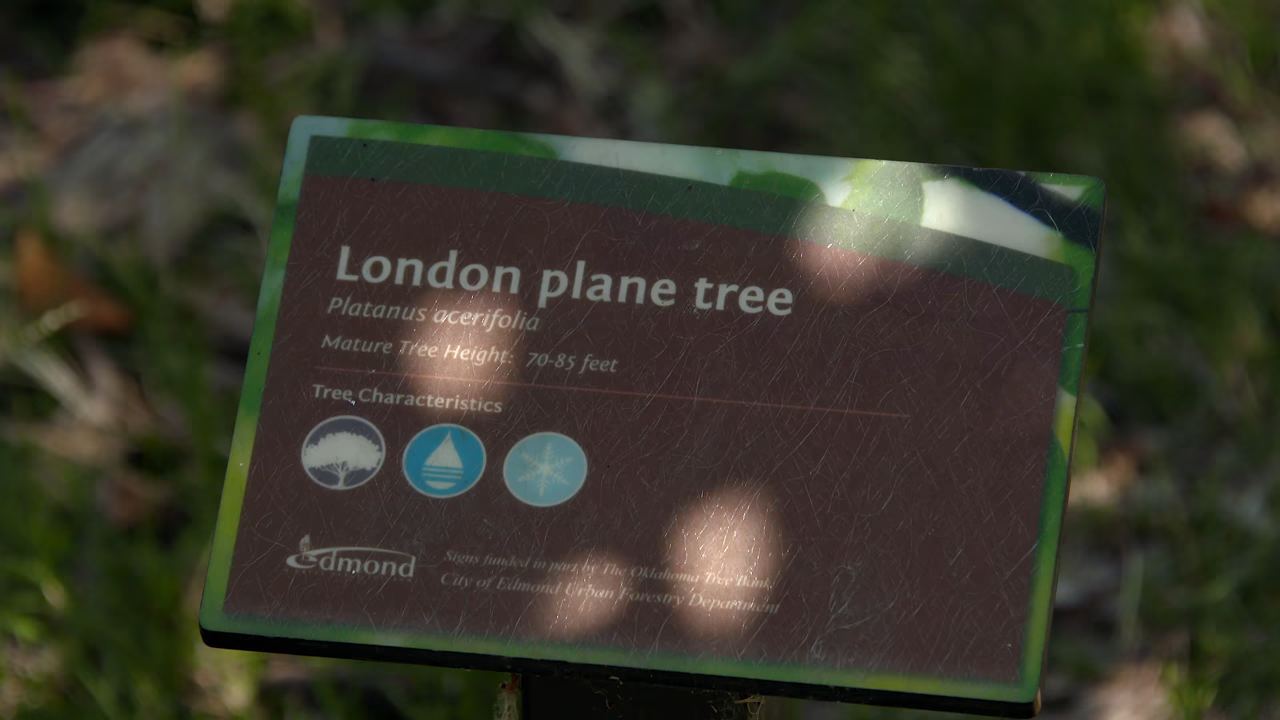 London plane tree
Platanus acerifolia
Mature Tree Height: 70-85 feet
Tree Characteristics
Edmond
Signs funded in part by The Oklahoma Tree Bank,
City of Edmond Urban Forestry Department